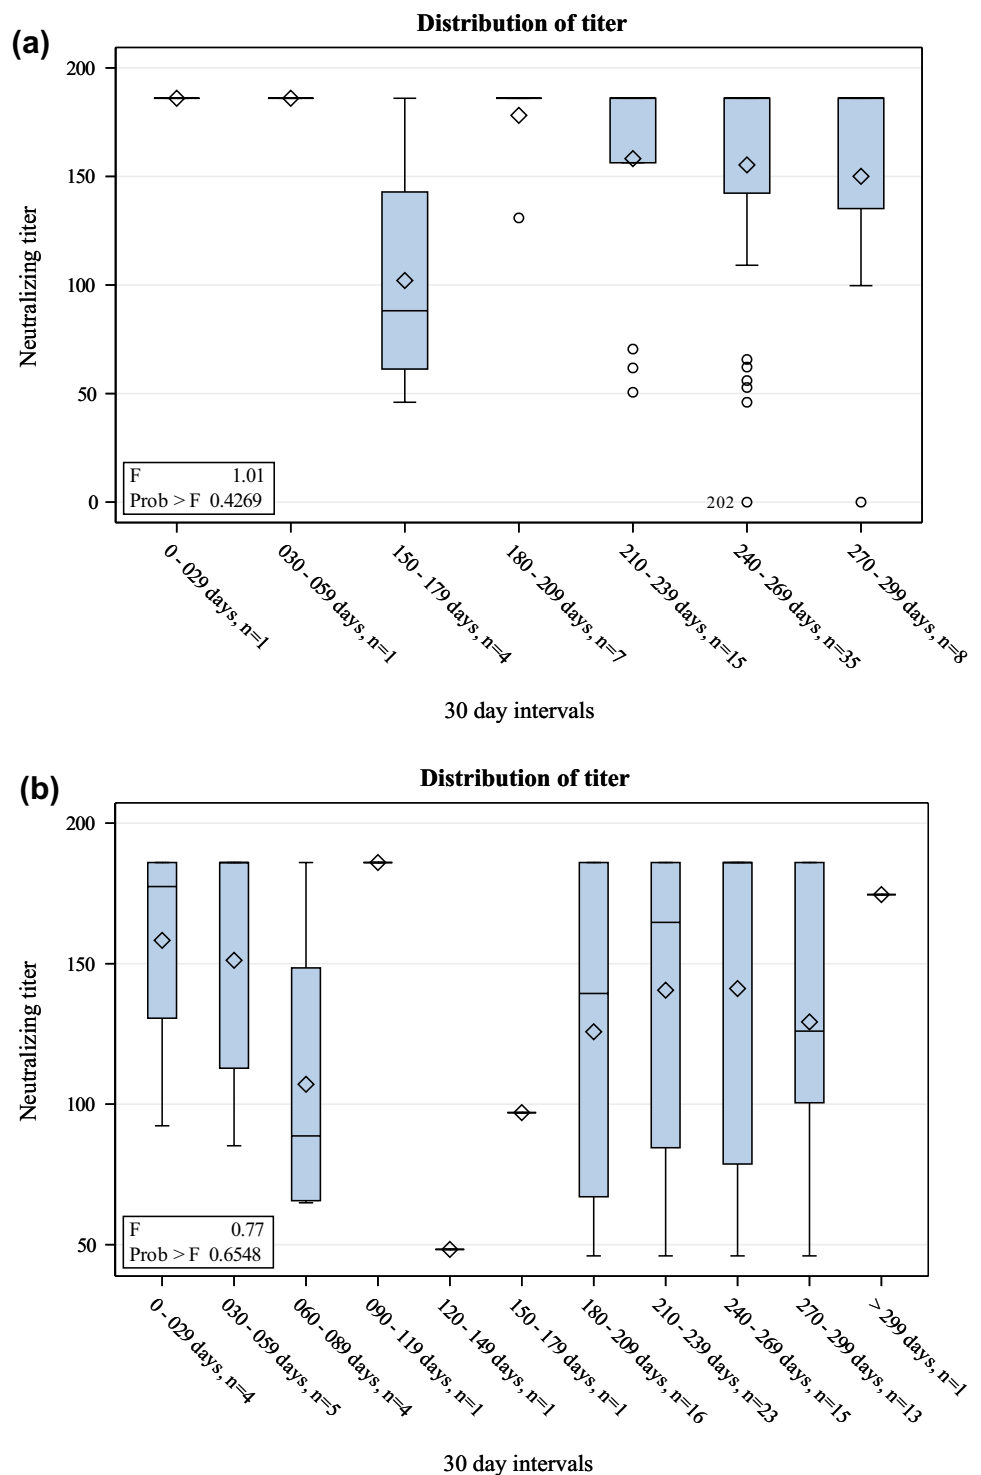 (a)
Distribution of titer
Neutralizing titer
200
150
100
50
0
202
F 1.01
Prob > F 0.4269
0 - 029 days, n=1
030 - 059 days, n=1
150 - 179 days, n=4
180 - 209 days, n=7
210 - 239 days, n=15
240 - 269 days, n=35
270 - 299 days, n=8
30 day intervals
(b)
Distribution of titer
Neutralizing titer
200
150
100
50
F 0.77
Prob > F 0.6548
0 - 029 days, n=4
030 - 059 days, n=5
060 - 089 days, n=4
090 - 119 days, n=1
120 - 149 days, n=1
150 - 179 days, n=1
180 - 209 days, n=16
210 - 239 days, n=23
240 - 269 days, n=15
270 - 299 days, n=13
> 299 days, n=1
30 day intervals